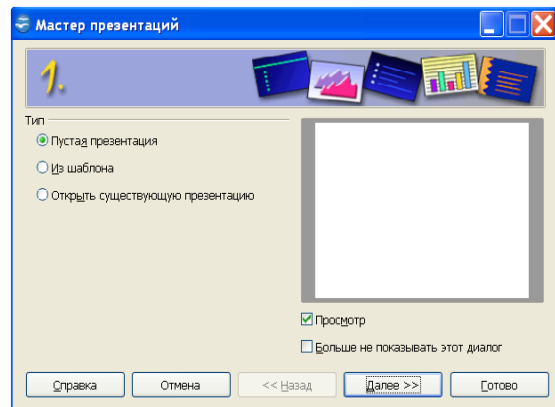 Мастер презентаций
1.
Тип
Пустая презентация
Из шаблона
Открыть существующую презентацию
Просмотр
Больше не показывать этот диалог
Справка
Отмена
<< Назад
Далее >>
Готово